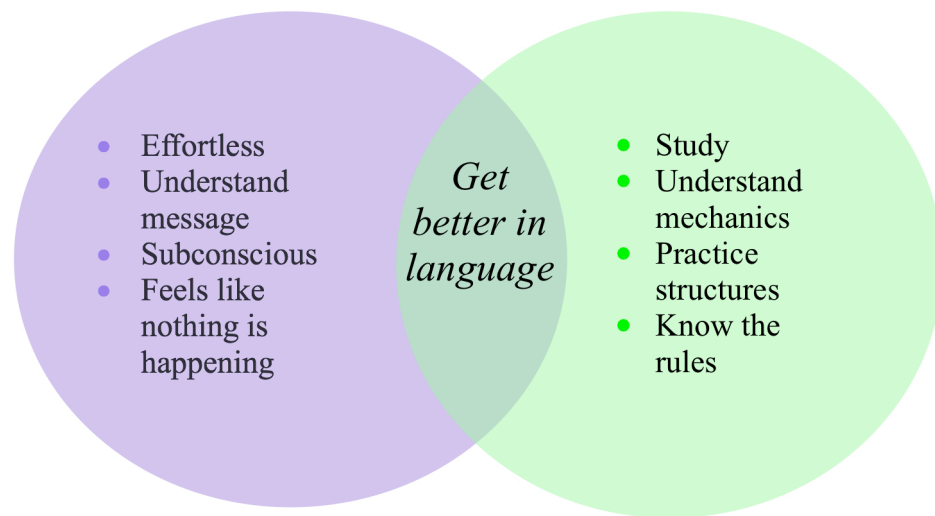 Effortless
Understand
message
Subconscious
Feels like
nothing is
happening
Get
better in
language
Study
Understand
mechanics
Practice
structures
Know the
rules